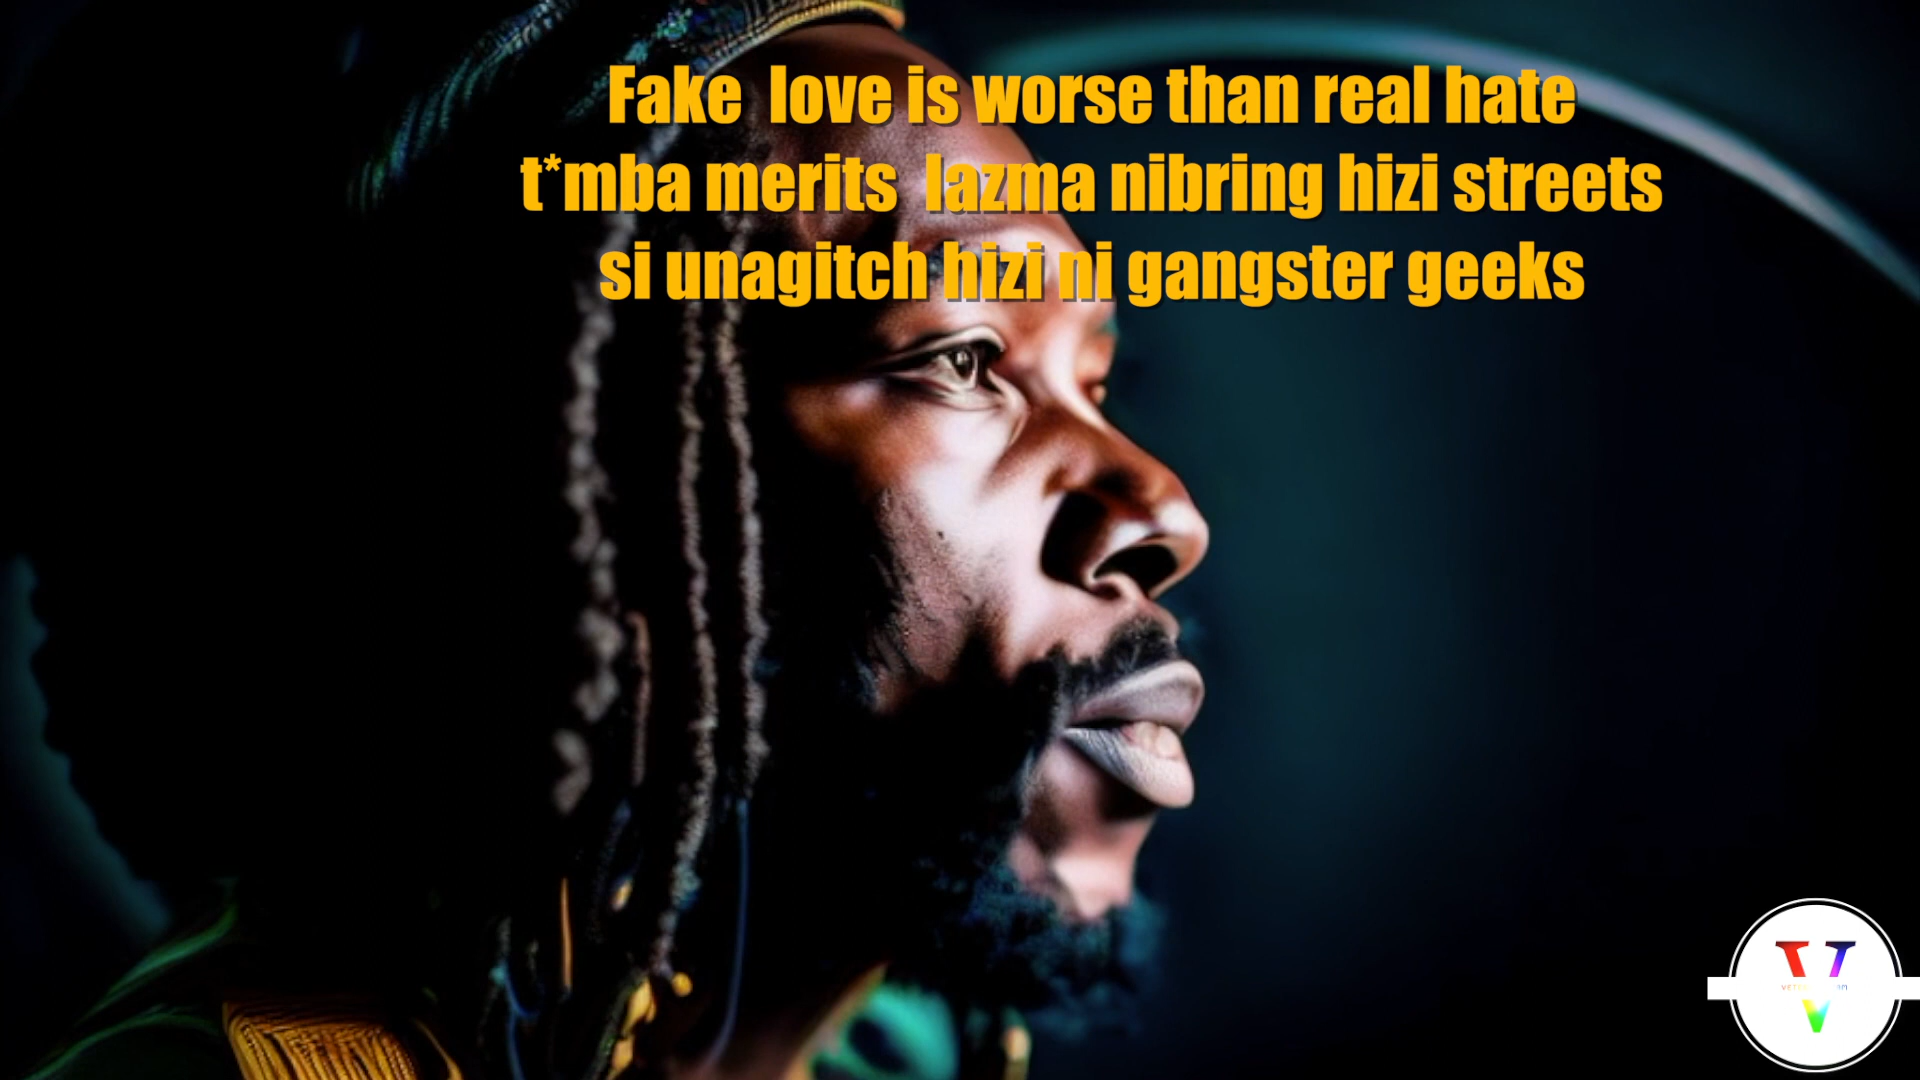 Fake love is worse than real hate
t*mba merits lazma nibring hizi streets
si unagitch hizi ni gangster geeks
V